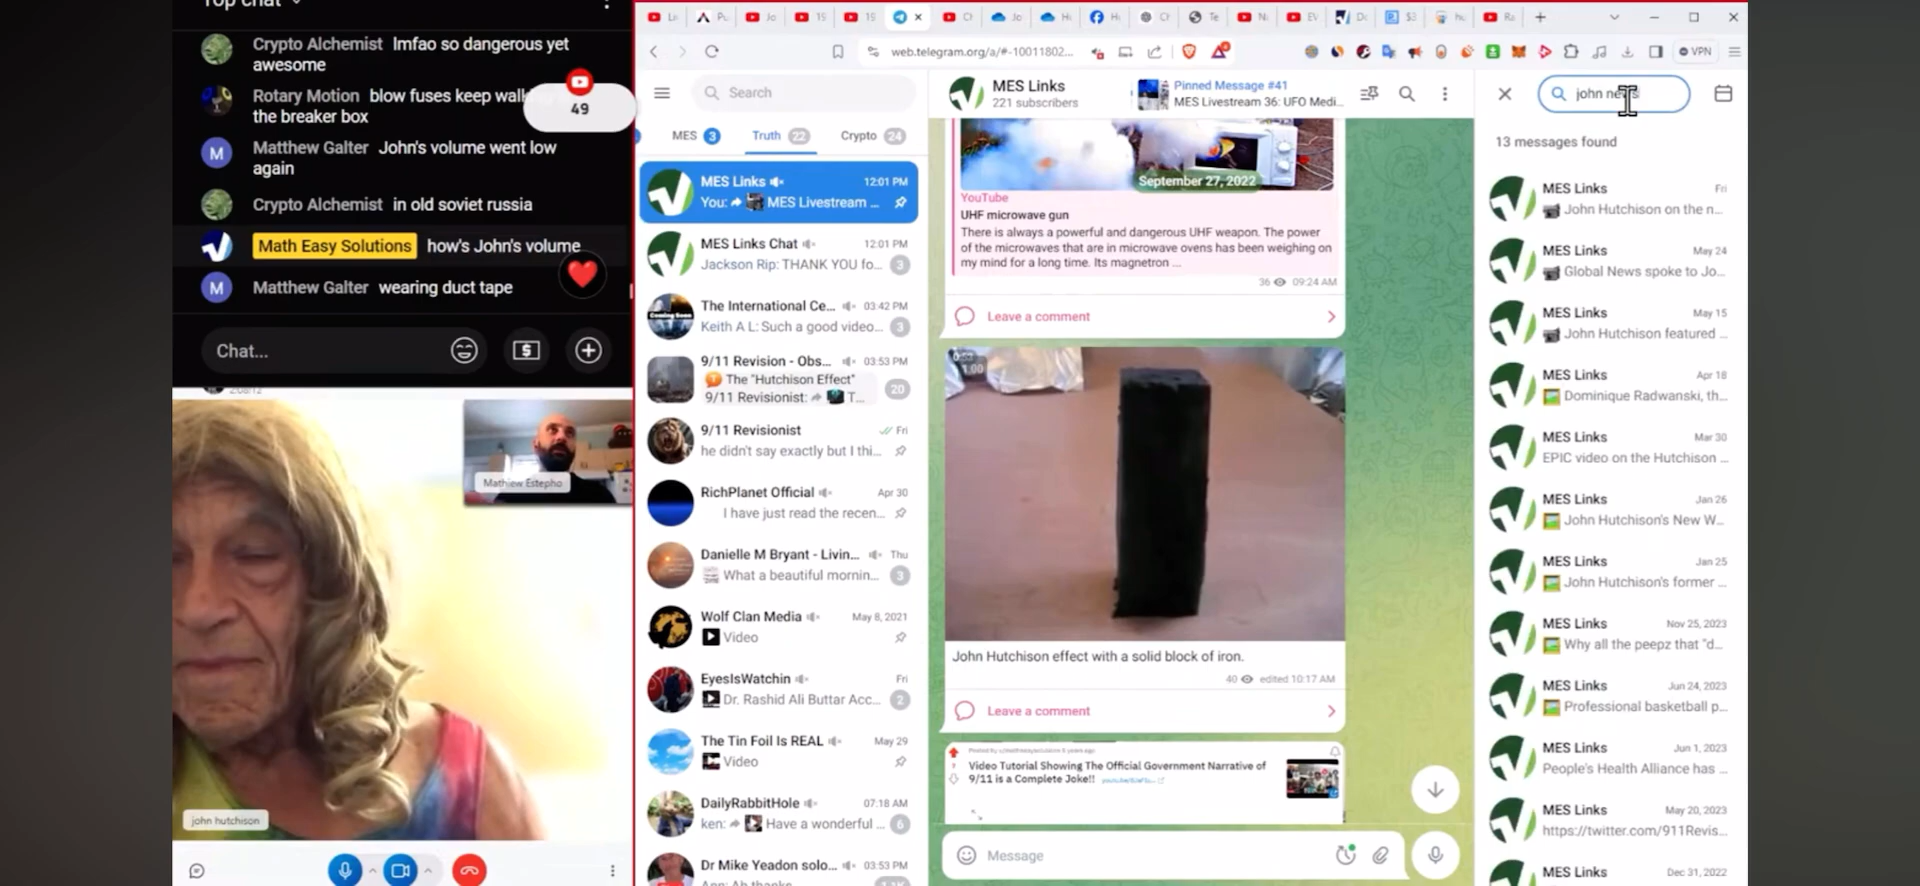 Top chat
Crypto Alchemist lmfao so dangerous yet
awesome
Rotary Motion blow fuses keep walk
the breaker box
49
Matthew Galter John's volume went low
again
Crypto Alchemist in old soviet russia
Math Easy Solutions how's John's volume
Matthew Galter wearing duct tape
Chat...
Mathiew Estepho
john hutchison
web.telegram.org/a/#-10011802...
VPN
Search
MES 3 Truth 22 Crypto 24
MES Links 12:01 PM
You: MES Livestream ...
MES Links Chat 12:01 PM
Jackson Rip: THANK YOU fo... 3
The International Ce... 03:42 PM
Keith A L: Such a good video... 3
9/11 Revision - Obs... 03:53 PM
The "Hutchison Effect"
9/11 Revisionist: T... 20
9/11 Revisionist Fri
he didn't say exactly but I thi...
RichPlanet Official Apr 30
I have just read the recen...
Danielle M Bryant - Livin... Thu
What a beautiful mornin... 3
Wolf Clan Media May 8, 2021
Video
EyesIsWatchin Fri
Dr. Rashid Ali Buttar Acc... 2
The Tin Foil Is REAL May 29
Video
DailyRabbitHole 07:18 AM
ken: Have a wonderful ... 6
Dr Mike Yeadon solo... 03:53 PM
MES Links
221 subscribers
Pinned Message #41
MES Livestream 36: UFO Medi...
September 27, 2022
YouTube
UHF microwave gun
There is always a powerful and dangerous UHF weapon. The power
of the microwaves that are in microwave ovens has been weighing on
my mind for a long time. Its magnetron ...
36 09:24 AM
Leave a comment
John Hutchison effect with a solid block of iron.
40 edited 10:17 AM
Leave a comment
Video Tutorial Showing The Official Government Narrative of
9/11 is a Complete Joke!!
Message
john news
13 messages found
MES Links Fri
John Hutchison on the n...
MES Links May 24
Global News spoke to Jo...
MES Links May 15
John Hutchison featured ...
MES Links Apr 18
Dominique Radwanski, th...
MES Links Mar 30
EPIC video on the Hutchison ...
MES Links Jan 26
John Hutchison's New W...
MES Links Jan 25
John Hutchison's former ...
MES Links Nov 25, 2023
Why all the peepz that "d...
MES Links Jun 24, 2023
Professional basketball p...
MES Links Jun 1, 2023
People's Health Alliance has ...
MES Links May 20, 2023
https://twitter.com/911Revis...
MES Links Dec 31, 2022